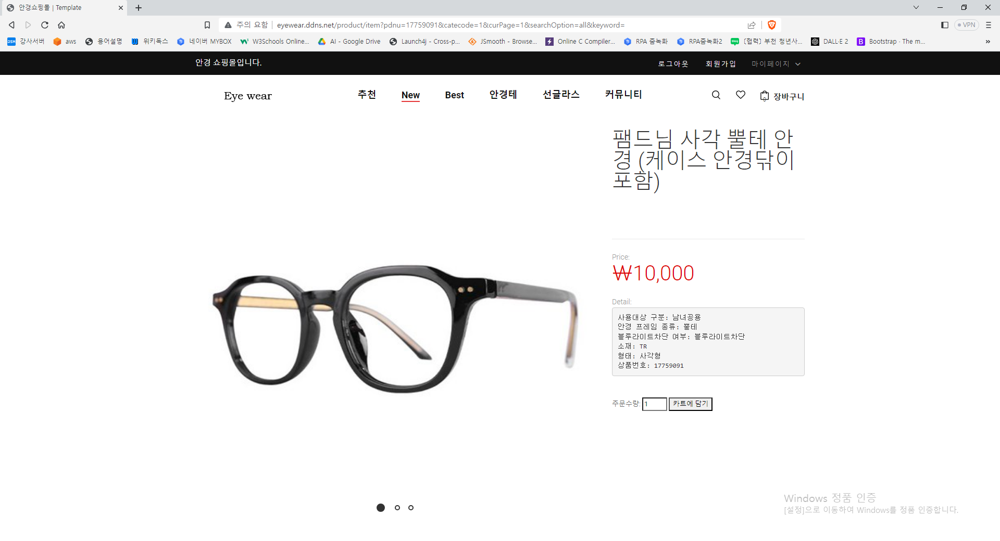 안경쇼핑몰 | Template
주의 요함 eyewear.ddns.net/product/item?pdnu=17759091&catecode=1&curPage=1&searchOption=all&keyword=
VPN
강사서버 aws 용어설명 위키독스 네이버 MYBOX W3Schools Online... AI - Google Drive Launch4j - Cross-p... JSmooth - Browse... Online C Compiler... RPA 줌녹화 RPA줌녹화2 [협력] 부천 청년사... DALL·E 2 Bootstrap · The m...
안경 쇼핑몰입니다. 로그아웃 회원가입 마이페이지
Eye wear 추천 New Best 안경테 선글라스 커뮤니티 0 장바구니
팸드님 사각 뿔테 안
경 (케이스 안경닦이
포함)
Price:
₩10,000
Detail:
사용대상 구분: 남녀공용
안경 프레임 종류: 뿔테
블루라이트차단 여부: 블루라이트차단
소재: TR
형태: 사각형
상품번호: 17759091
주문수량: 1 카트에 담기
Windows 정품 인증
[설정]으로 이동하여 Windows를 정품 인증합니다.